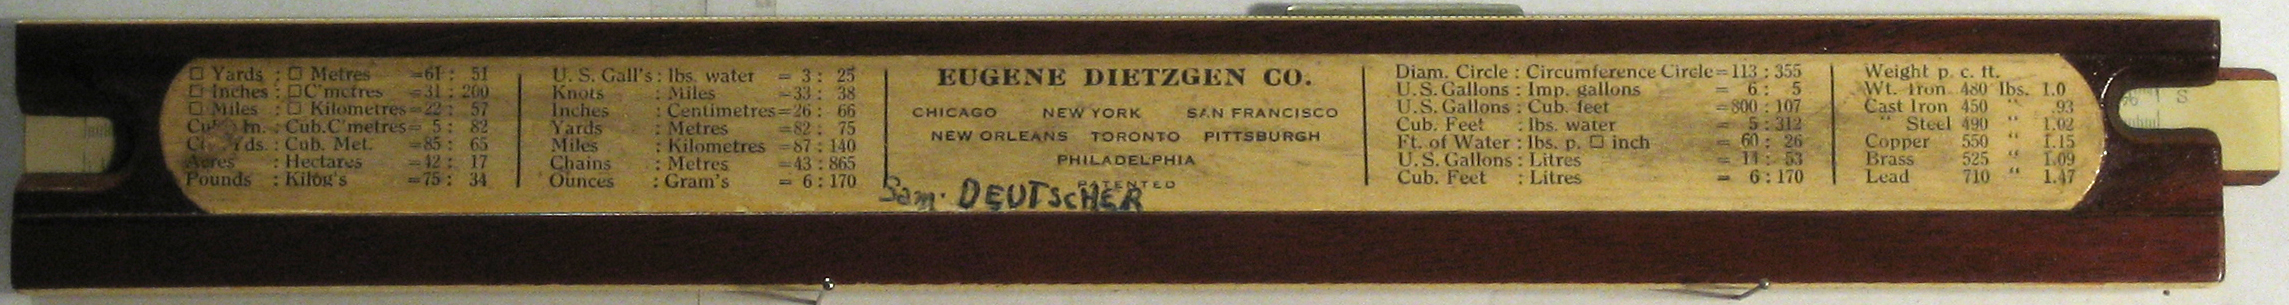 □ Yards : □ Metres =61 : 51
□ Inches : □ C'metres =31 : 200
□ Miles : □ Kilometres =22 : 57
Cub. In. : Cub.C'metres = 5 : 82
Yds. : Cub. Met. =85 : 65
Acres : Hectares =42 : 17
Pounds : Kilog's =75 : 34
U. S. Gall's : lbs. water = 3 : 25
Knots : Miles =33 : 38
Inches : Centimetres =26 : 66
Yards : Metres =82 : 75
Miles : Kilometres =87 : 140
Chains : Metres =43 : 865
Ounces : Gram's = 6 : 170
EUGENE DIETZGEN CO.
CHICAGO NEW YORK SAN FRANCISCO
NEW ORLEANS TORONTO PITTSBURGH
PHILADELPHIA
PATENTED
Sam. DEUTSCHER
Diam. Circle : Circumference Circle =113 : 355
U.S. Gallons : Imp. gallons = 6 : 5
U.S. Gallons : Cub. feet =800 : 107
Cub. Feet : lbs. water = 5 : 312
Ft. of Water : lbs. p. □ inch = 60 : 26
U.S. Gallons : Litres = 14 : 53
Cub. Feet : Litres = 6 : 170
Weight p. c. ft.
Wt. Iron 480 lbs. 1.0
Cast Iron 450 " .93
" Steel 490 " 1.02
Copper 550 " 1.15
Brass 525 " 1.09
Lead 710 " 1.47
S